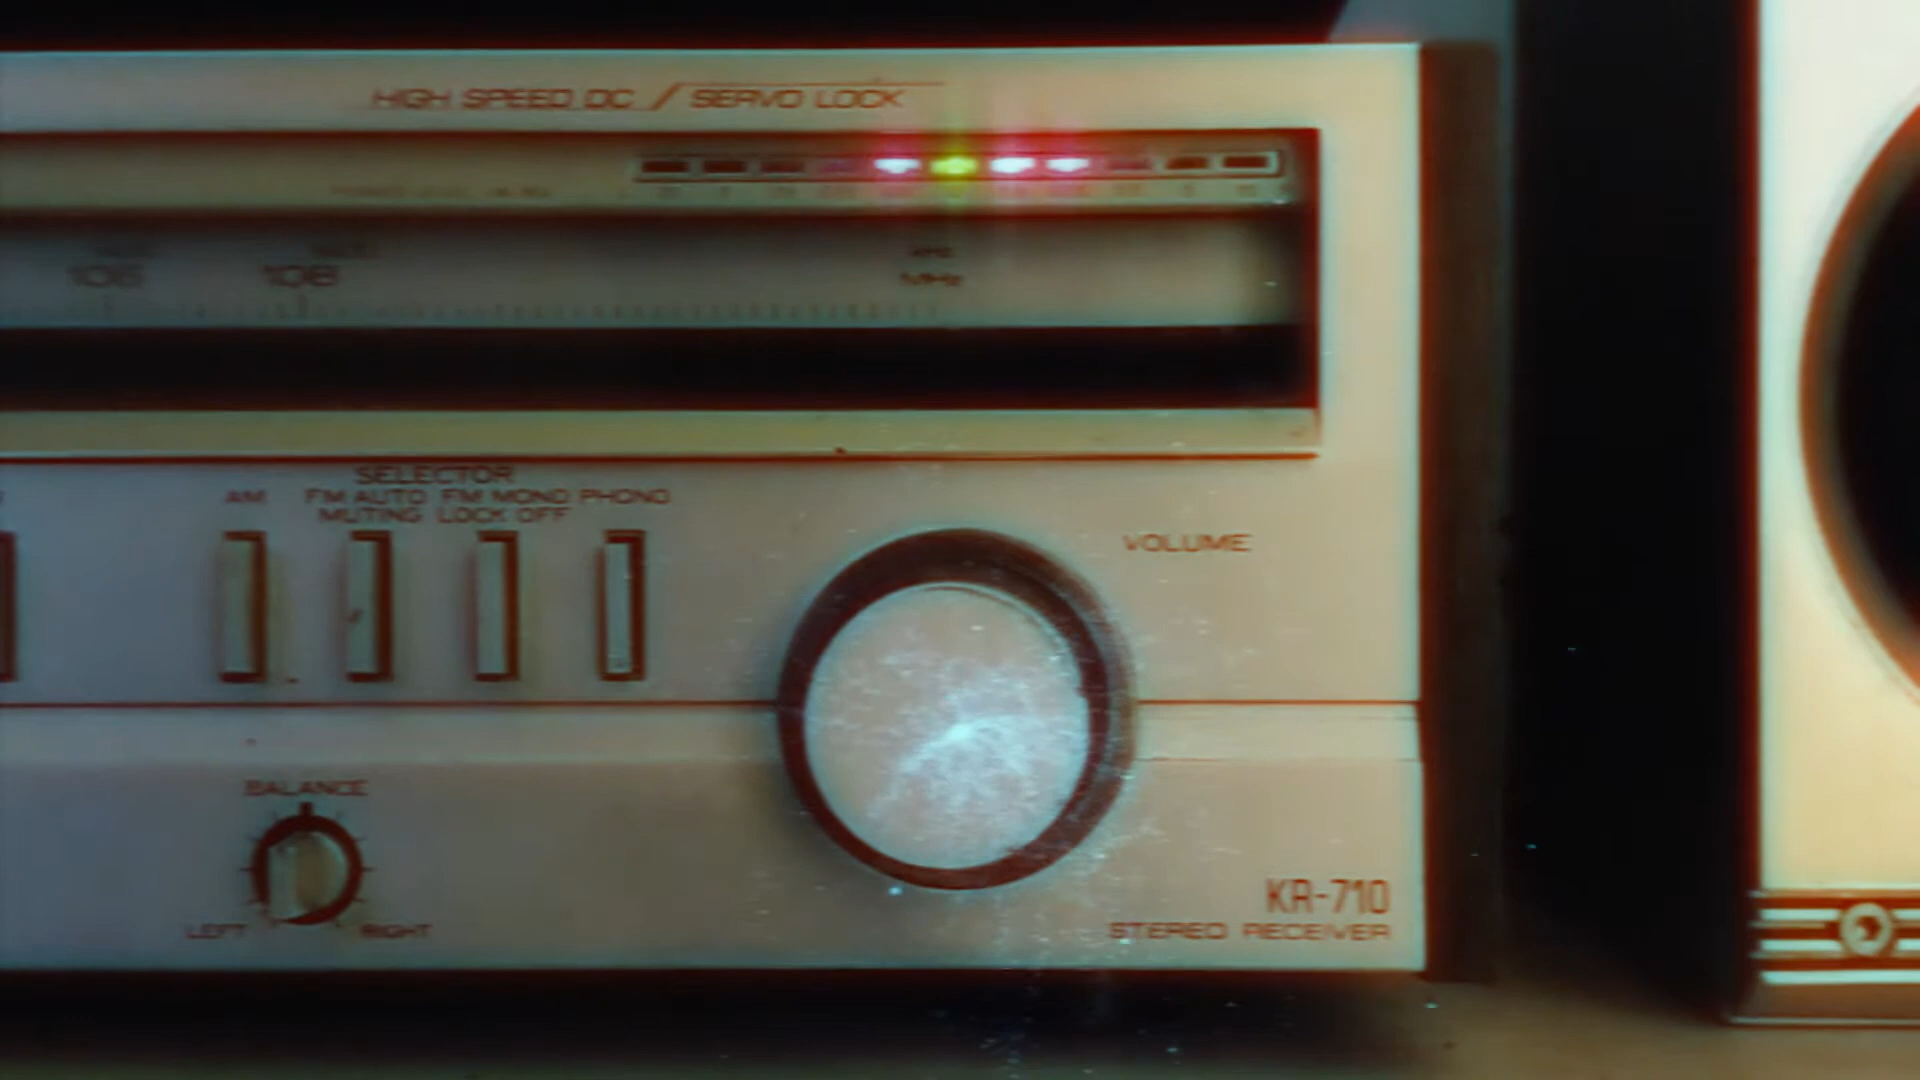 HIGH SPEED DC / SERVO LOCK
kHz
106 108 MHz
SELECTOR
AM FM AUTO FM MONO PHONO
MUTING LOCK OFF
VOLUME
BALANCE
LEFT RIGHT
KR-710
STEREO RECEIVER